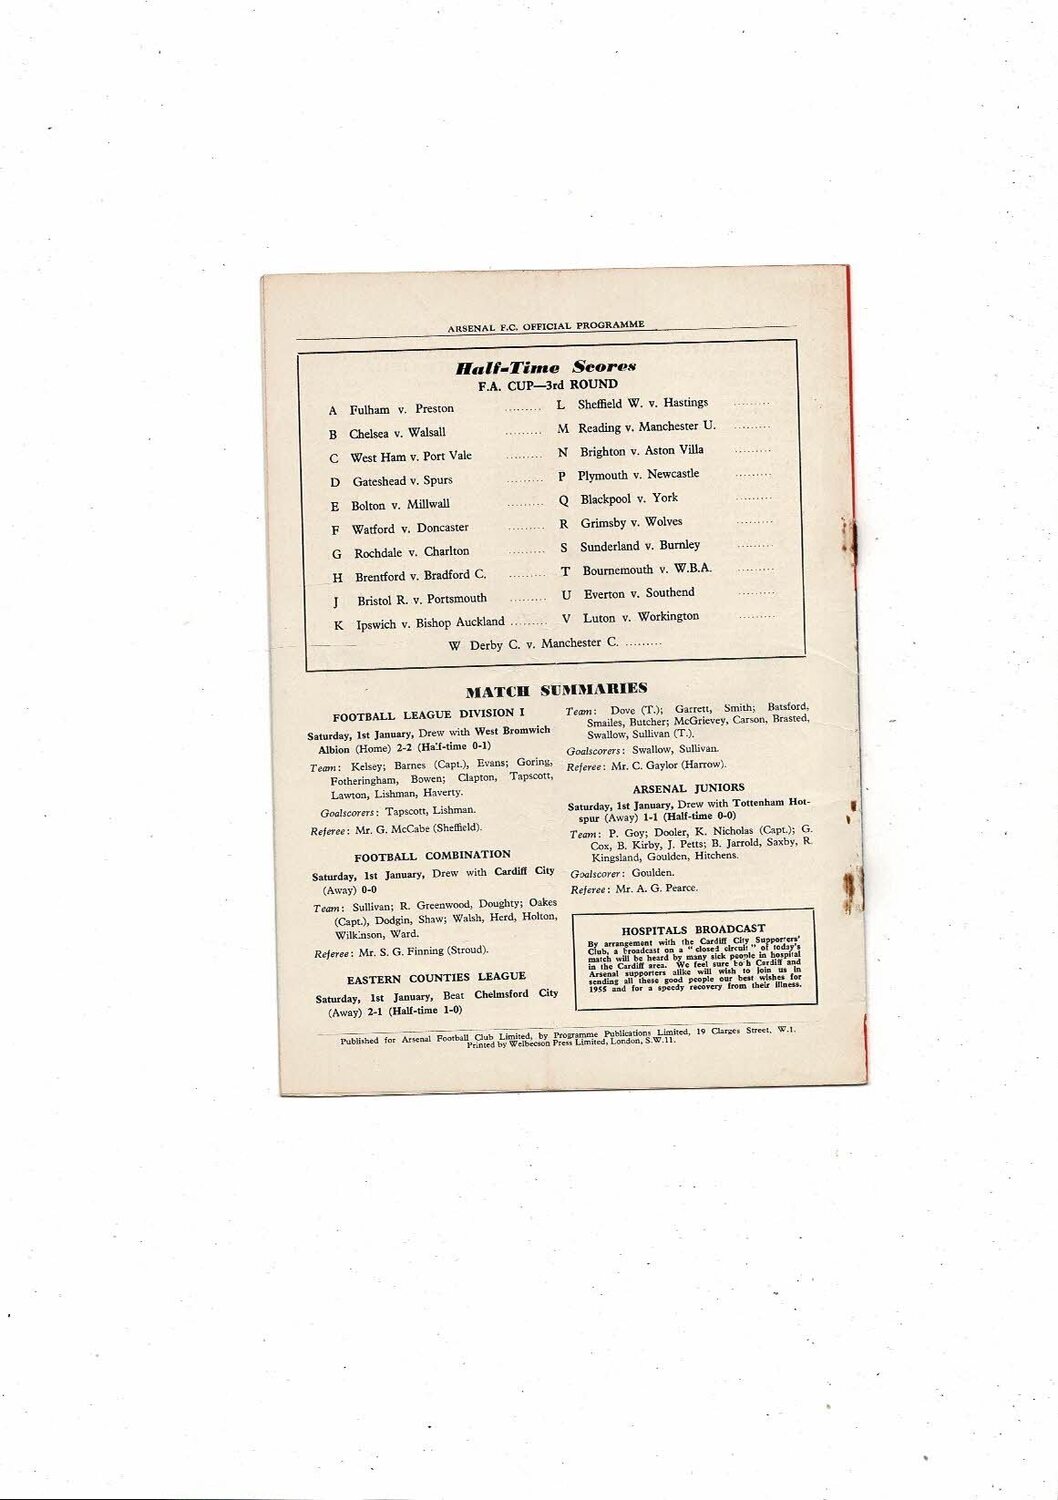 ARSENAL F.C. OFFICIAL PROGRAMME
Half-Time Scores
F.A. CUP—3rd ROUND
A Fulham v. Preston .........
B Chelsea v. Walsall .........
C West Ham v. Port Vale .........
D Gateshead v. Spurs .........
E Bolton v. Millwall .........
F Watford v. Doncaster .........
G Rochdale v. Charlton .........
H Brentford v. Bradford C. .........
J Bristol R. v. Portsmouth .........
K Ipswich v. Bishop Auckland .........
L Sheffield W. v. Hastings .........
M Reading v. Manchester U. .........
N Brighton v. Aston Villa .........
P Plymouth v. Newcastle .........
Q Blackpool v. York .........
R Grimsby v. Wolves .........
S Sunderland v. Burnley .........
T Bournemouth v. W.B.A. .........
U Everton v. Southend .........
V Luton v. Workington .........
W Derby C. v. Manchester C. .........
MATCH SUMMARIES
FOOTBALL LEAGUE DIVISION I
Saturday, 1st January, Drew with West Bromwich
Albion (Home) 2-2 (Half-time 0-1)
Team: Kelsey; Barnes (Capt.), Evans; Goring,
Fotheringham, Bowen; Clapton, Tapscott,
Lawton, Lishman, Haverty.
Goalscorers: Tapscott, Lishman.
Referee: Mr. G. McCabe (Sheffield).
FOOTBALL COMBINATION
Saturday, 1st January, Drew with Cardiff City
(Away) 0-0
Team: Sullivan; R. Greenwood, Doughty; Oakes
(Capt.), Dodgin, Shaw; Walsh, Herd, Holton,
Wilkinson, Ward.
Referee: Mr. S. G. Finning (Stroud).
EASTERN COUNTIES LEAGUE
Saturday, 1st January, Beat Chelmsford City
(Away) 2-1 (Half-time 1-0)
Team: Dove (T.); Garrett, Smith; Batsford,
Smailes, Butcher; McGrievey, Carson, Brasted,
Swallow, Sullivan (T.).
Goalscorers: Swallow, Sullivan.
Referee: Mr. C. Gaylor (Harrow).
ARSENAL JUNIORS
Saturday, 1st January, Drew with Tottenham Hot-
spur (Away) 1-1 (Half-time 0-0)
Team: P. Goy; Dooler, K. Nicholas (Capt.); G.
Cox, B. Kirby, J. Petts; B. Jarrold, Saxby, R.
Kingsland, Goulden, Hitchens.
Goalscorer: Goulden.
Referee: Mr. A. G. Pearce.
HOSPITALS BROADCAST
By arrangement with the Cardiff City Supporters'
Club, a broadcast on a "closed circuit" of today's
match will be heard by many sick people in hospital
in the Cardiff area. We feel sure both Cardiff and
Arsenal supporters alike will wish to join us in
sending all these good people our best wishes for
1955 and for a speedy recovery from their illness.
Published for Arsenal Football Club Limited, by Programme Publications Limited, 19 Clarges Street, W.1.
Printed by Welbecson Press Limited, London, S.W.11.